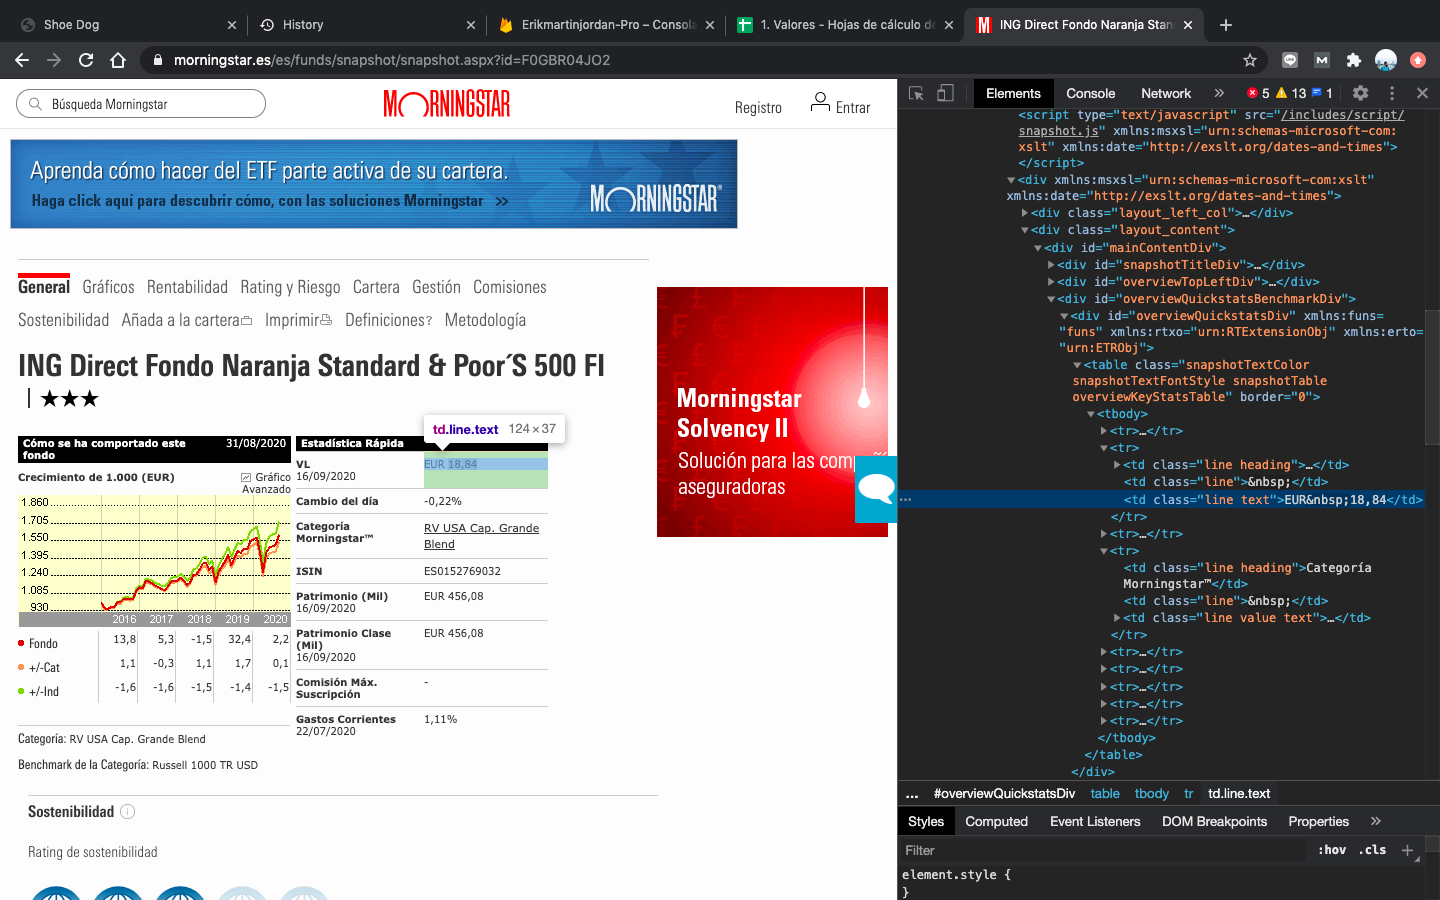 Shoe Dog
History
Erikmartinjordan-Pro – Consola
1. Valores - Hojas de cálculo de
ING Direct Fondo Naranja Stan
morningstar.es/es/funds/snapshot/snapshot.aspx?id=F0GBR04JO2
Búsqueda Morningstar
MORNINGSTAR
Registro
Entrar
Aprenda cómo hacer del ETF parte activa de su cartera.
Haga click aquí para descubrir cómo, con las soluciones Morningstar »
MORNINGSTAR®
General Gráficos Rentabilidad Rating y Riesgo Cartera Gestión Comisiones
Sostenibilidad Añada a la cartera Imprimir Definiciones? Metodología
ING Direct Fondo Naranja Standard & Poor´S 500 FI
| ★★★
Cómo se ha comportado este fondo 31/08/2020
Crecimiento de 1.000 (EUR)
Gráfico Avanzado
1.860
1.705
1.550
1.395
1.240
1.085
930
2016 2017 2018 2019 2020
Fondo 13,8 5,3 -1,5 32,4 2,2
+/-Cat 1,1 -0,3 1,1 1,7 0,1
+/-Ind -1,6 -1,6 -1,5 -1,4 -1,5
Categoría: RV USA Cap. Grande Blend
Benchmark de la Categoría: Russell 1000 TR USD
Estadística Rápida
td.line.text 124 × 37
VL EUR 18,84
16/09/2020
Cambio del día -0,22%
Categoría Morningstar™ RV USA Cap. Grande Blend
ISIN ES0152769032
Patrimonio (Mil) EUR 456,08
16/09/2020
Patrimonio Clase (Mil) EUR 456,08
16/09/2020
Comisión Máx. Suscripción -
Gastos Corrientes 1,11%
22/07/2020
Morningstar
Solvency II
Solución para las comp
aseguradoras
Sostenibilidad
Rating de sostenibilidad
Elements Console Network » 5 13 1
<script type="text/javascript" src="/includes/script/
snapshot.js" xmlns:msxsl="urn:schemas-microsoft-com:
xslt" xmlns:date="http://exslt.org/dates-and-times">
</script>
<div xmlns:msxsl="urn:schemas-microsoft-com:xslt"
xmlns:date="http://exslt.org/dates-and-times">
<div class="layout_left_col">…</div>
<div class="layout_content">
<div id="mainContentDiv">
<div id="snapshotTitleDiv">…</div>
<div id="overviewTopLeftDiv">…</div>
<div id="overviewQuickstatsBenchmarkDiv">
<div id="overviewQuickstatsDiv" xmlns:funs=
"funs" xmlns:rtxo="urn:RTExtensionObj" xmlns:erto=
"urn:ETRObj">
<table class="snapshotTextColor
snapshotTextFontStyle snapshotTable
overviewKeyStatsTable" border="0">
<tbody>
<tr>…</tr>
<tr>
<td class="line heading">…</td>
<td class="line">&nbsp;</td>
<td class="line text">EUR&nbsp;18,84</td>
</tr>
<tr>…</tr>
<tr>
<td class="line heading">Categoría
Morningstar™</td>
<td class="line">&nbsp;</td>
<td class="line value text">…</td>
</tr>
<tr>…</tr>
<tr>…</tr>
<tr>…</tr>
<tr>…</tr>
<tr>…</tr>
</tbody>
</table>
</div>
... #overviewQuickstatsDiv table tbody tr td.line.text
Styles Computed Event Listeners DOM Breakpoints Properties »
Filter :hov .cls +
element.style {
}